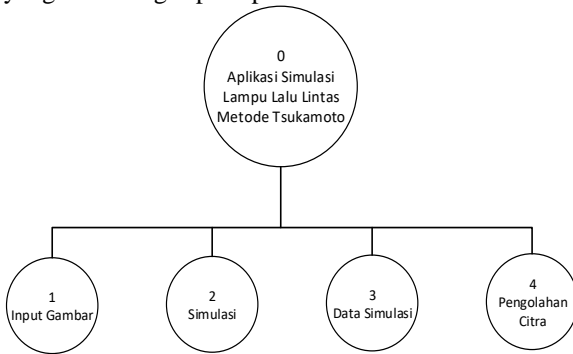 0
Aplikasi Simulasi
Lampu Lalu Lintas
Metode Tsukamoto
1
Input Gambar
2
Simulasi
3
Data Simulasi
4
Pengolahan
Citra